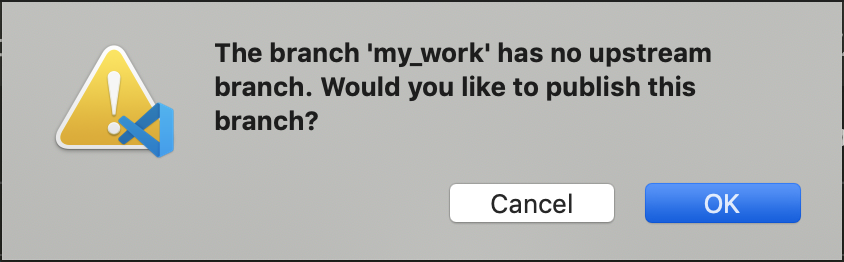 The branch 'my_work' has no upstream
branch. Would you like to publish this
branch?
Cancel
OK